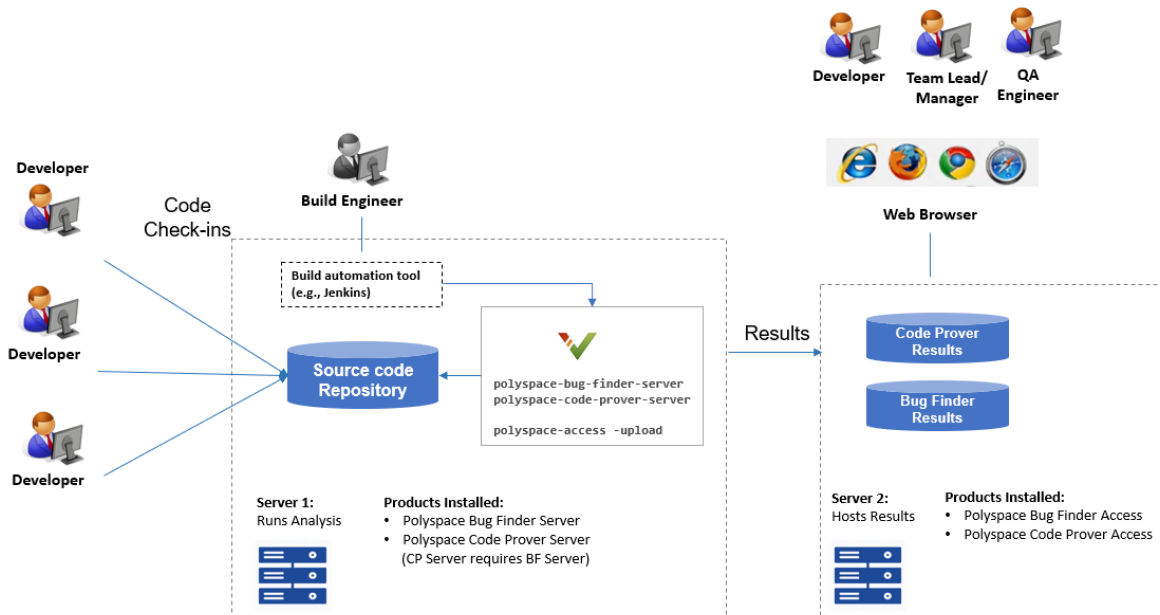 Developer
Team Lead/
Manager
QA
Engineer
Web Browser
Developer
Developer
Developer
Code
Check-ins
Build Engineer
Build automation tool
(e.g., Jenkins)
Source code
Repository
polyspace-bug-finder-server
polyspace-code-prover-server
polyspace-access -upload
Results
Code Prover
Results
Bug Finder
Results
Server 1:
Runs Analysis
Products Installed:
• Polyspace Bug Finder Server
• Polyspace Code Prover Server
(CP Server requires BF Server)
Server 2:
Hosts Results
Products Installed:
• Polyspace Bug Finder Access
• Polyspace Code Prover Access